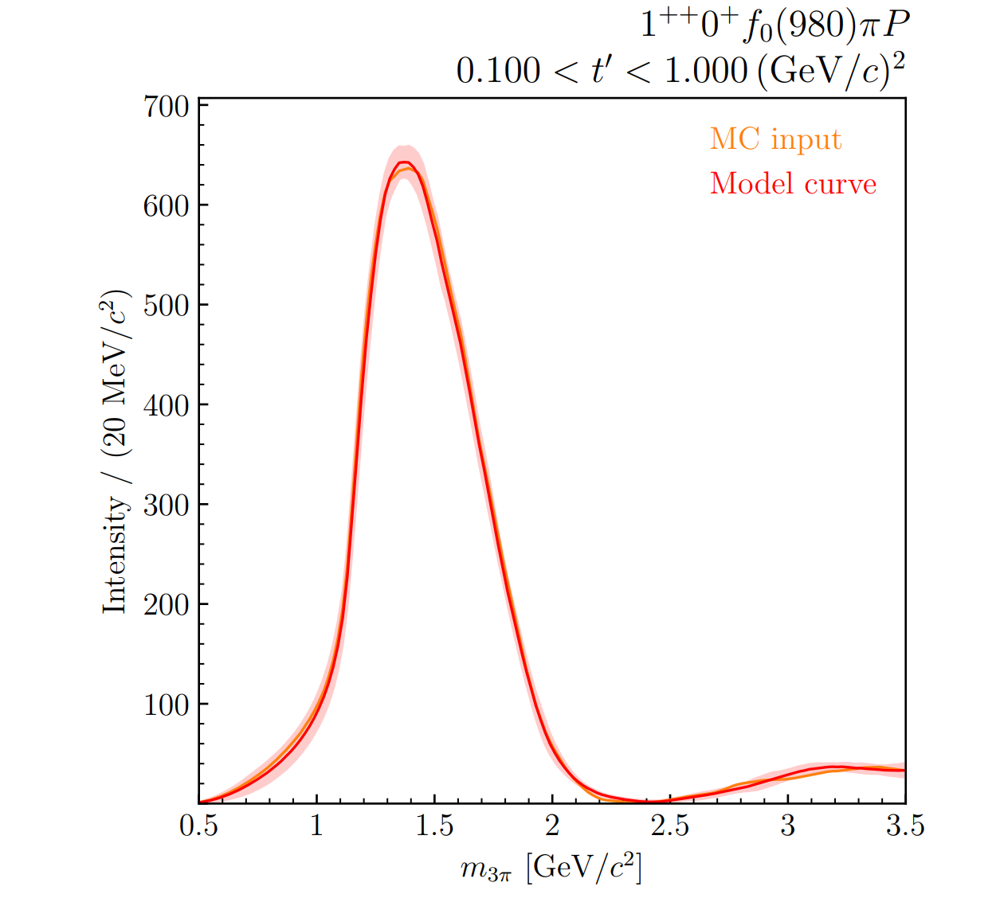 1⁺⁺0⁺ f₀(980)πP
0.100 < t′ < 1.000 (GeV/c)²
MC input
Model curve
Intensity / (20 MeV/c²)
700
600
500
400
300
200
100
0.5 1 1.5 2 2.5 3 3.5
m₃π [GeV/c²]